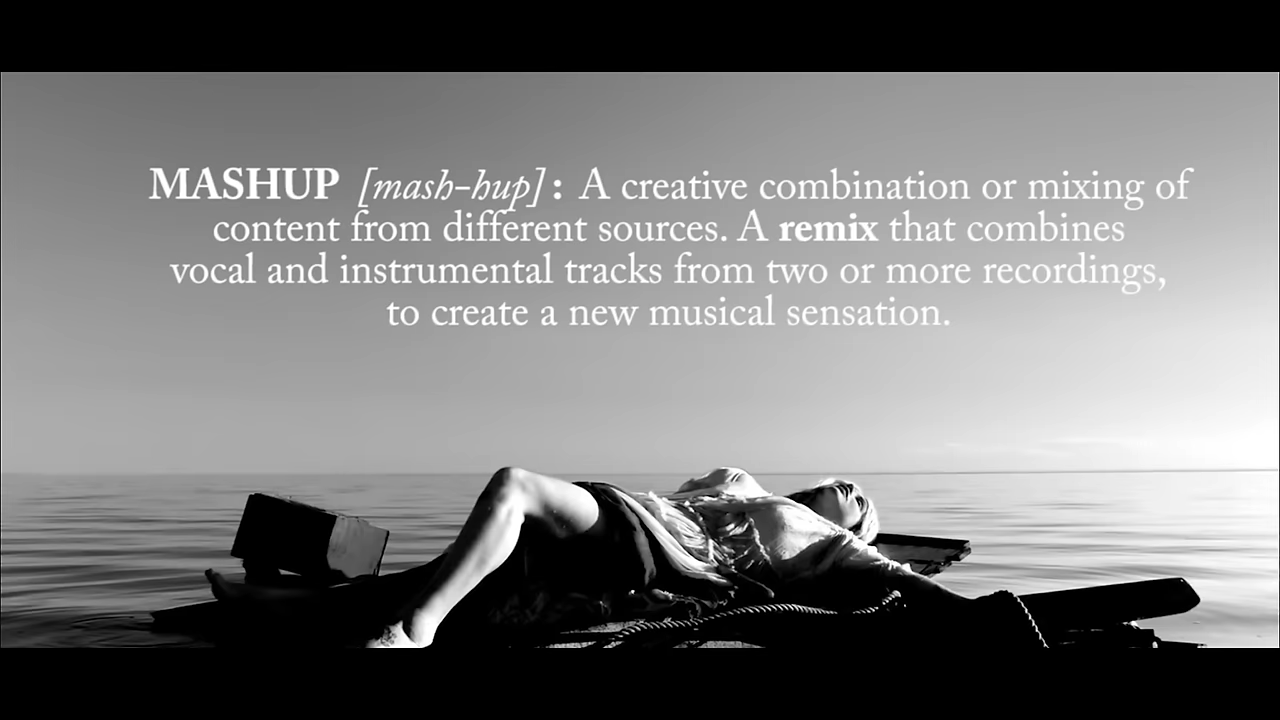 MASHUP [mash-hup] : A creative combination or mixing of
content from different sources. A remix that combines
vocal and instrumental tracks from two or more recordings,
to create a new musical sensation.